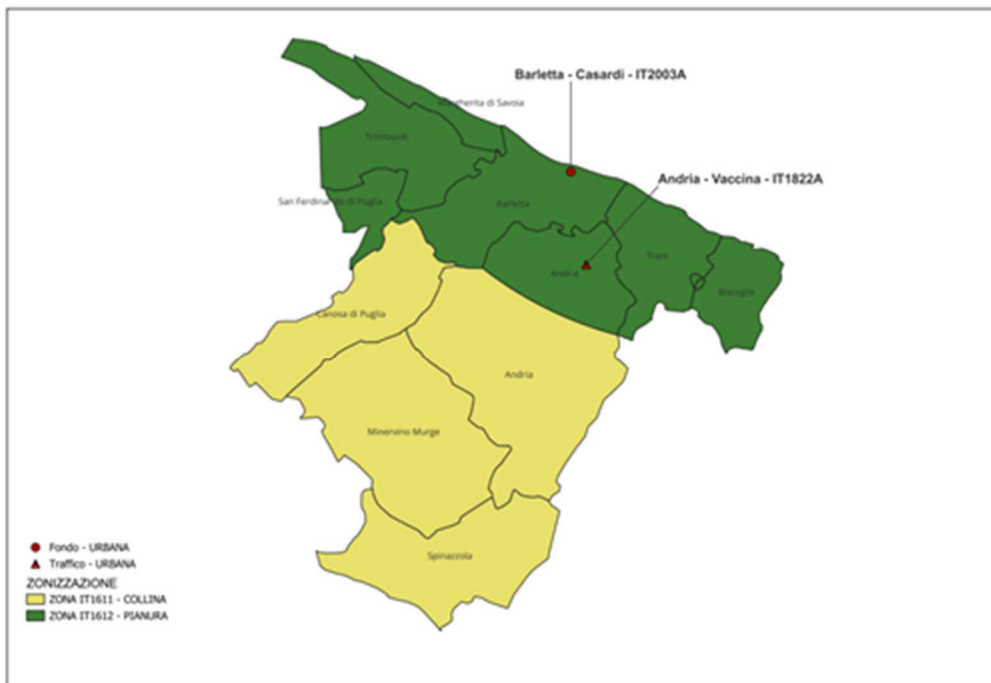 Barletta - Casardi - IT2003A
Margherita di Savoia
Trinitapoli
Andria - Vaccina - IT1822A
San Ferdinando di Puglia
Barletta
Trani
Andria
Bisceglie
Canosa di Puglia
Andria
Minervino Murge
Spinazzola
Fondo - URBANA
Traffico - URBANA
ZONIZZAZIONE
ZONA IT1611 - COLLINA
ZONA IT1612 - PIANURA